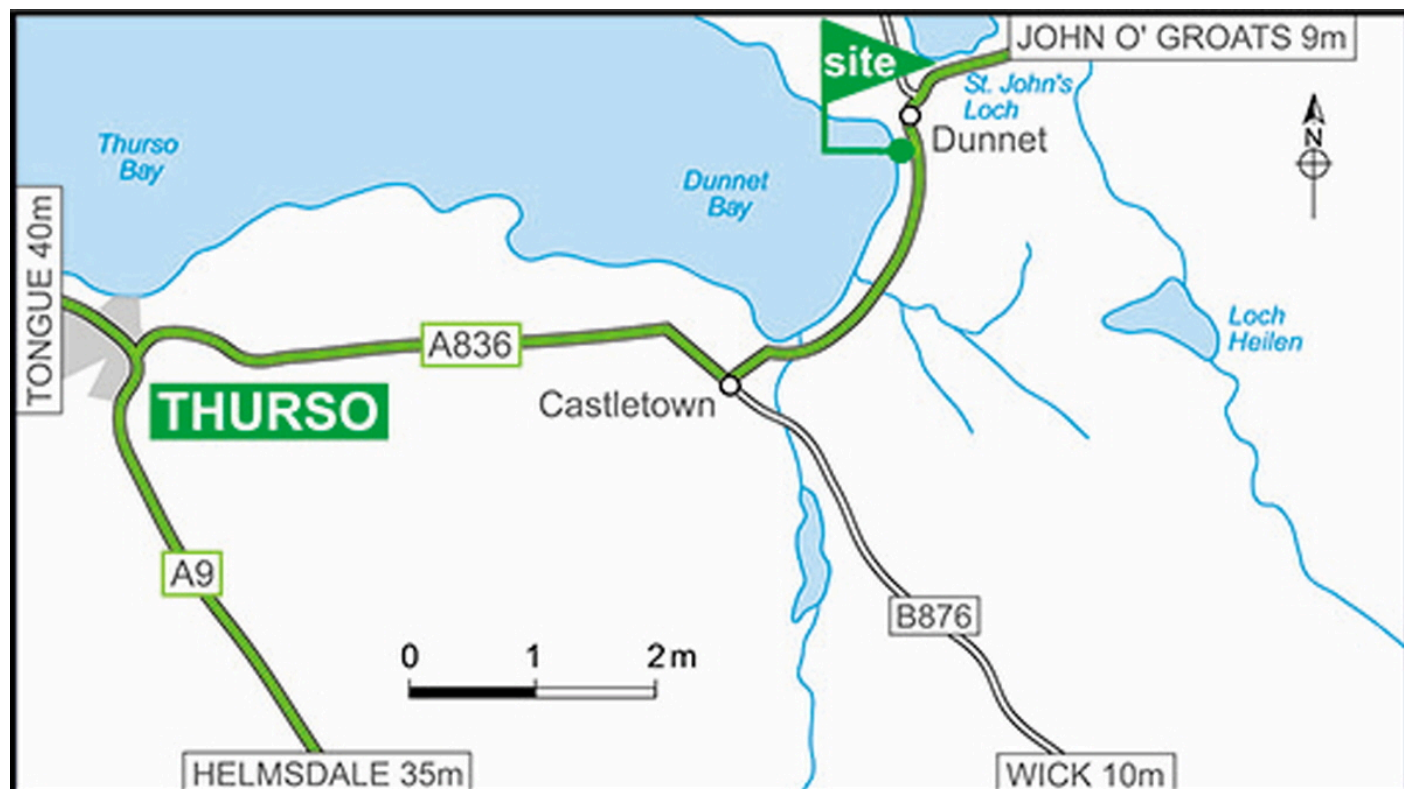 JOHN O' GROATS 9m
site
St. John's
Loch
Dunnet
N
Thurso
Bay
Dunnet
Bay
TONGUE 40m
Loch
Heilen
A836
THURSO
Castletown
A9
B876
0 1 2 m
HELMSDALE 35m
WICK 10m